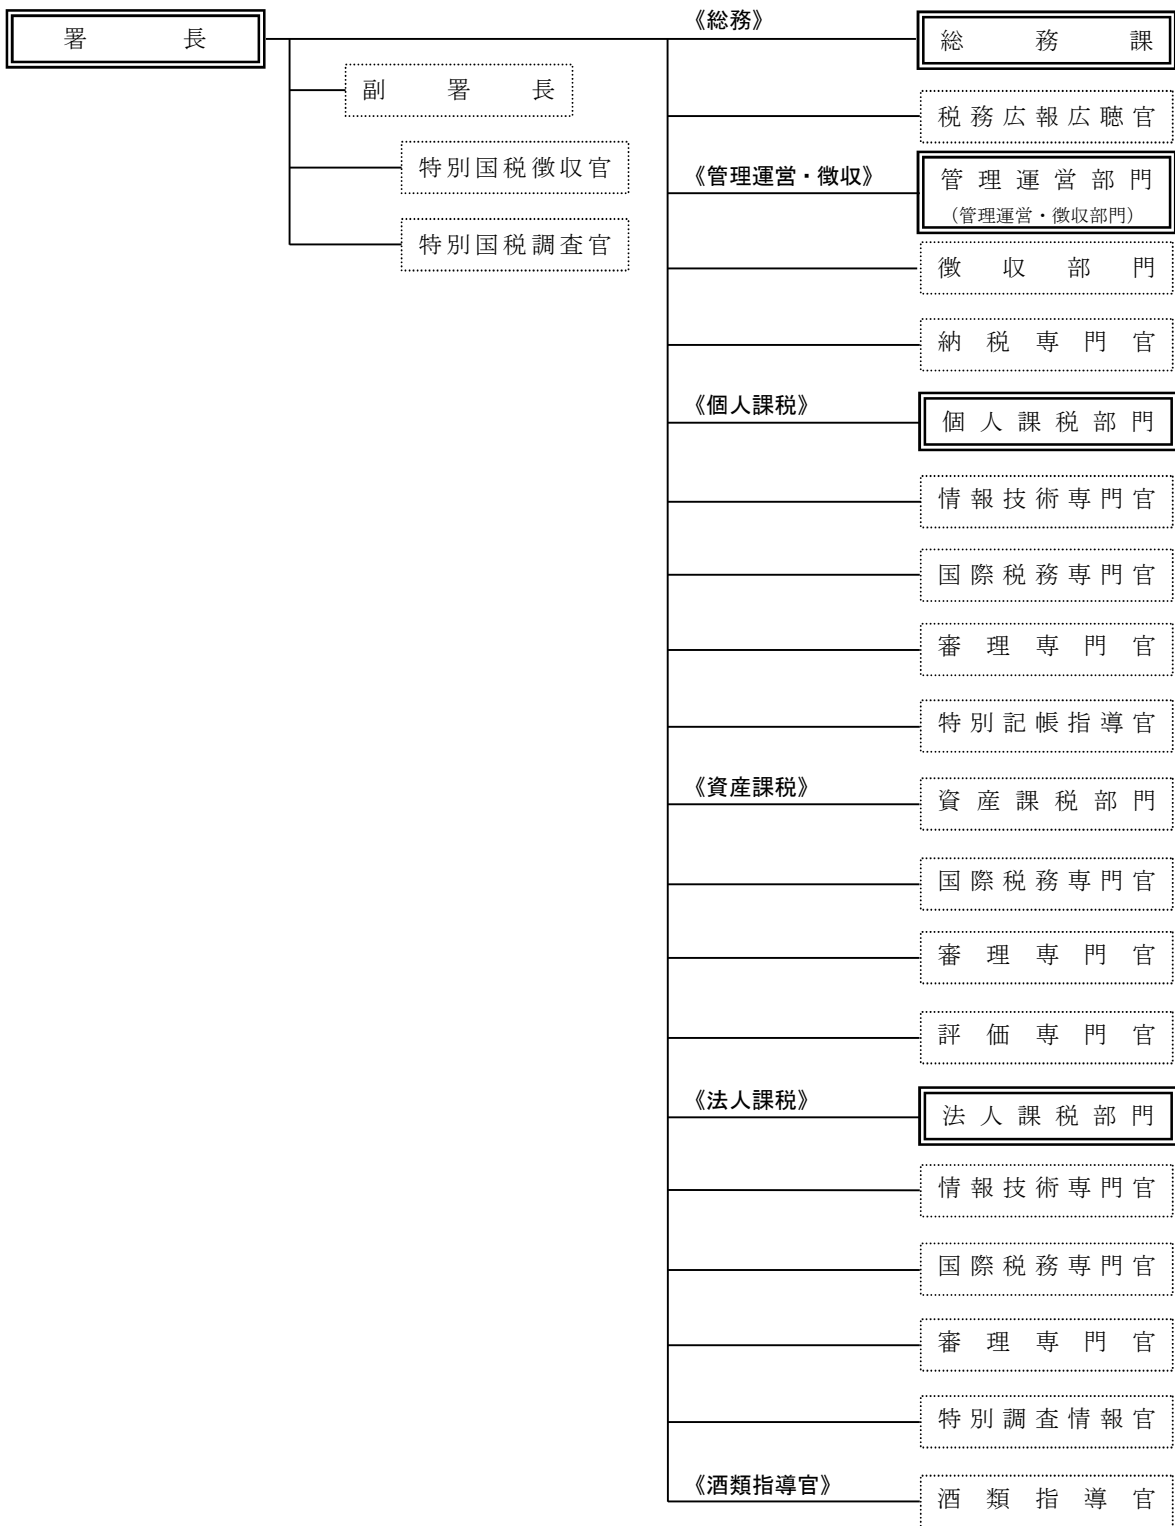 署長
副署長
特別国税徴収官
特別国税調査官
《総務》
総務課
税務広報広聴官
《管理運営・徴収》
管理運営部門
（管理運営・徴収部門）
徴収部門
納税専門官
《個人課税》
個人課税部門
情報技術専門官
国際税務専門官
審理専門官
特別記帳指導官
《資産課税》
資産課税部門
国際税務専門官
審理専門官
評価専門官
《法人課税》
法人課税部門
情報技術専門官
国際税務専門官
審理専門官
特別調査情報官
《酒類指導官》
酒類指導官